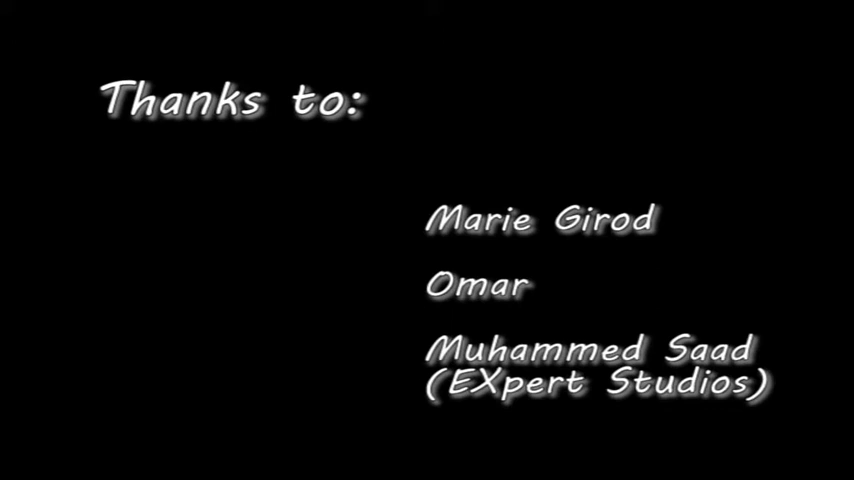 Thanks to:
Marie Girod
Omar
Muhammed Saad
(EXpert Studios)